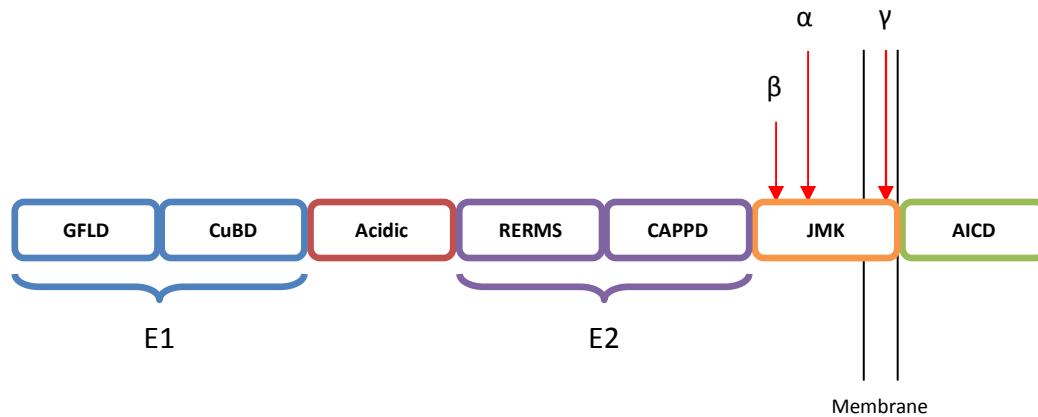 α
γ
β
GFLD
CuBD
Acidic
RERMS
CAPPD
JMK
AICD
E1
E2
Membrane